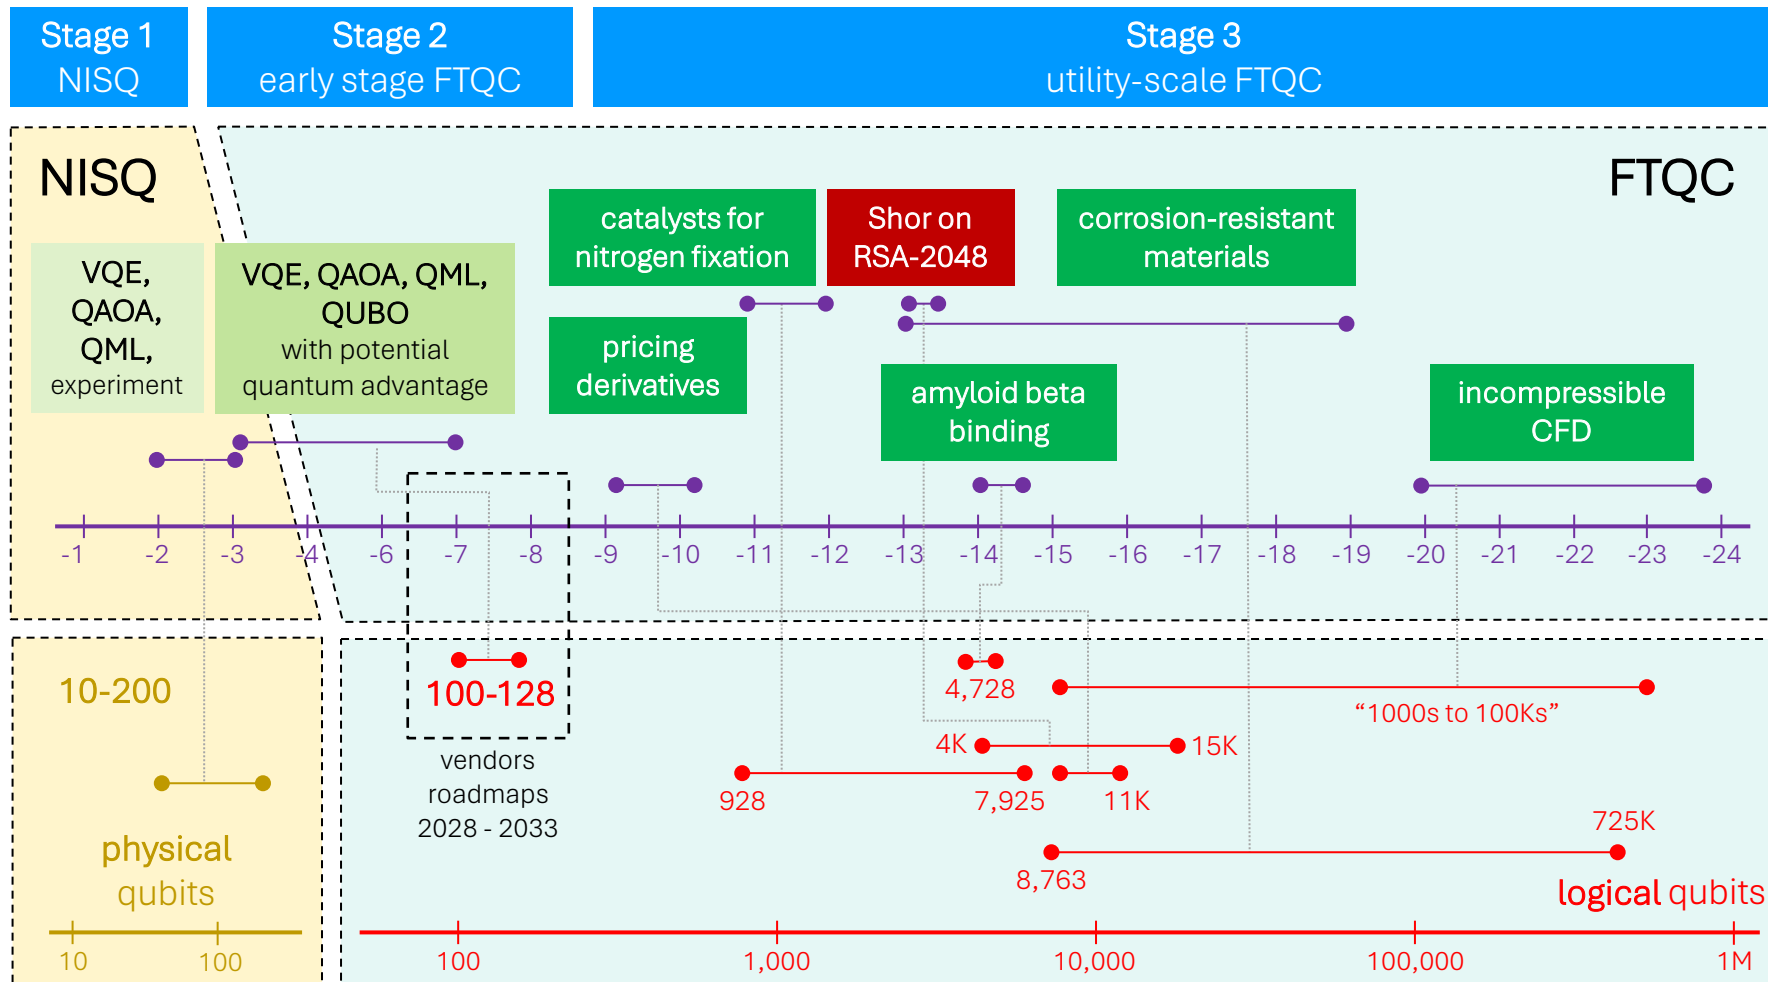 Stage 1
NISQ
Stage 2
early stage FTQC
Stage 3
utility-scale FTQC
NISQ
FTQC
VQE,
QAOA,
QML,
experiment
VQE, QAOA, QML,
QUBO
with potential
quantum advantage
catalysts for
nitrogen fixation
Shor on
RSA-2048
corrosion-resistant
materials
pricing
derivatives
amyloid beta
binding
incompressible
CFD
-1 -2 -3 -4 -6 -7 -8 -9 -10 -11 -12 -13 -14 -15 -16 -17 -18 -19 -20 -21 -22 -23 -24
10-200
100-128
4,728
“1000s to 100Ks”
4K
15K
vendors
roadmaps
2028 - 2033
928
7,925
11K
725K
physical
qubits
8,763
logical qubits
10 100
100 1,000 10,000 100,000 1M